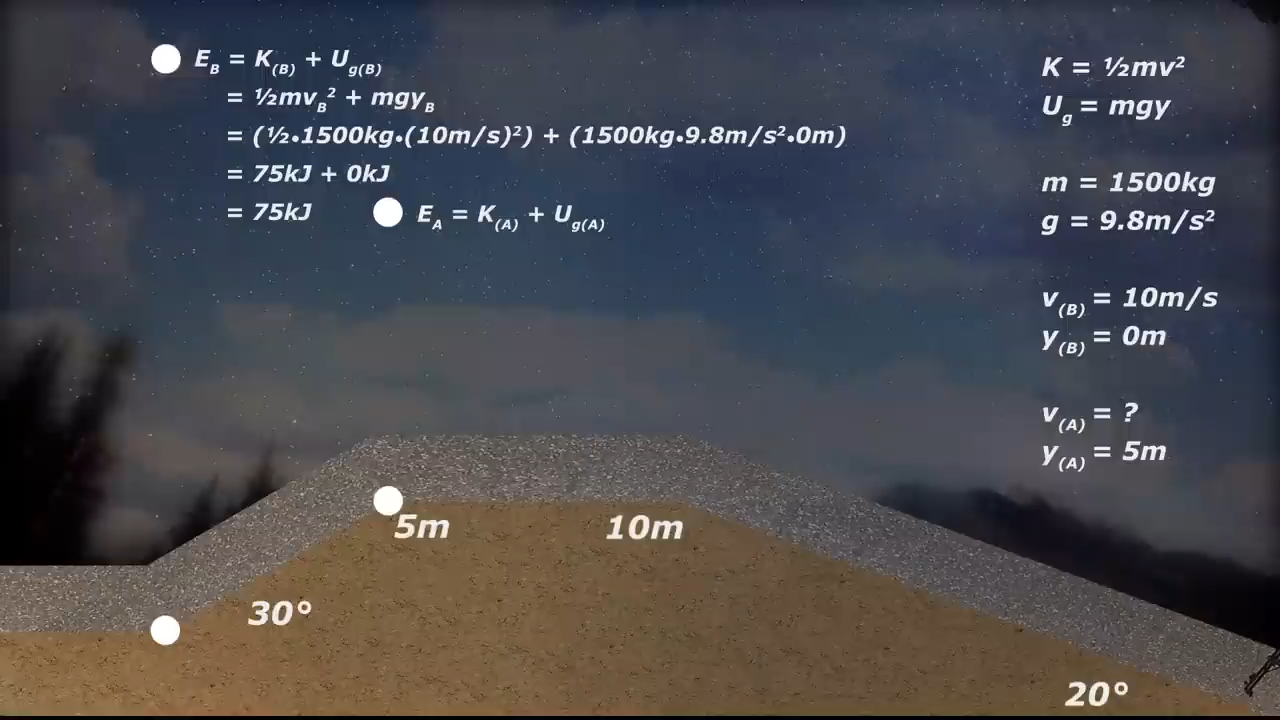 E_B = K_(B) + U_g(B)
= ½mv_B² + mgy_B
= (½•1500kg•(10m/s)²) + (1500kg•9.8m/s²•0m)
= 75kJ + 0kJ
= 75kJ
E_A = K_(A) + U_g(A)
K = ½mv²
U_g = mgy
m = 1500kg
g = 9.8m/s²
v_(B) = 10m/s
y_(B) = 0m
v_(A) = ?
y_(A) = 5m
5m
10m
30°
20°